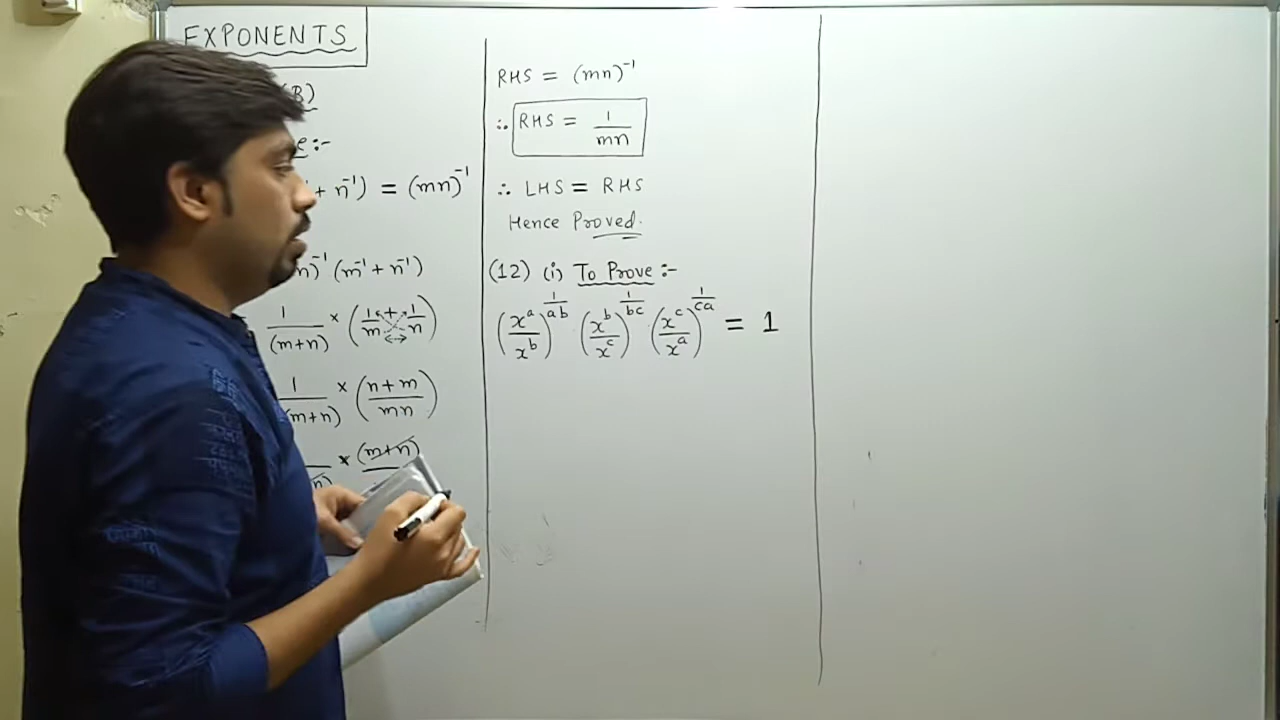 EXPONENTS
B)
e:-
+ n⁻¹) = (mn)⁻¹
n)⁻¹ (m⁻¹ + n⁻¹)
1/(m+n) × (1/m + 1/n)
1/(m+n) × (n+m/mn)
× (m+n)
n)
RHS = (mn)⁻¹
∴ RHS = 1/mn
∴ LHS = RHS
Hence Proved.
(12) (i) To Prove :-
(xᵃ/xᵇ)^(1/ab) (xᵇ/xᶜ)^(1/bc) (xᶜ/xᵃ)^(1/ca) = 1